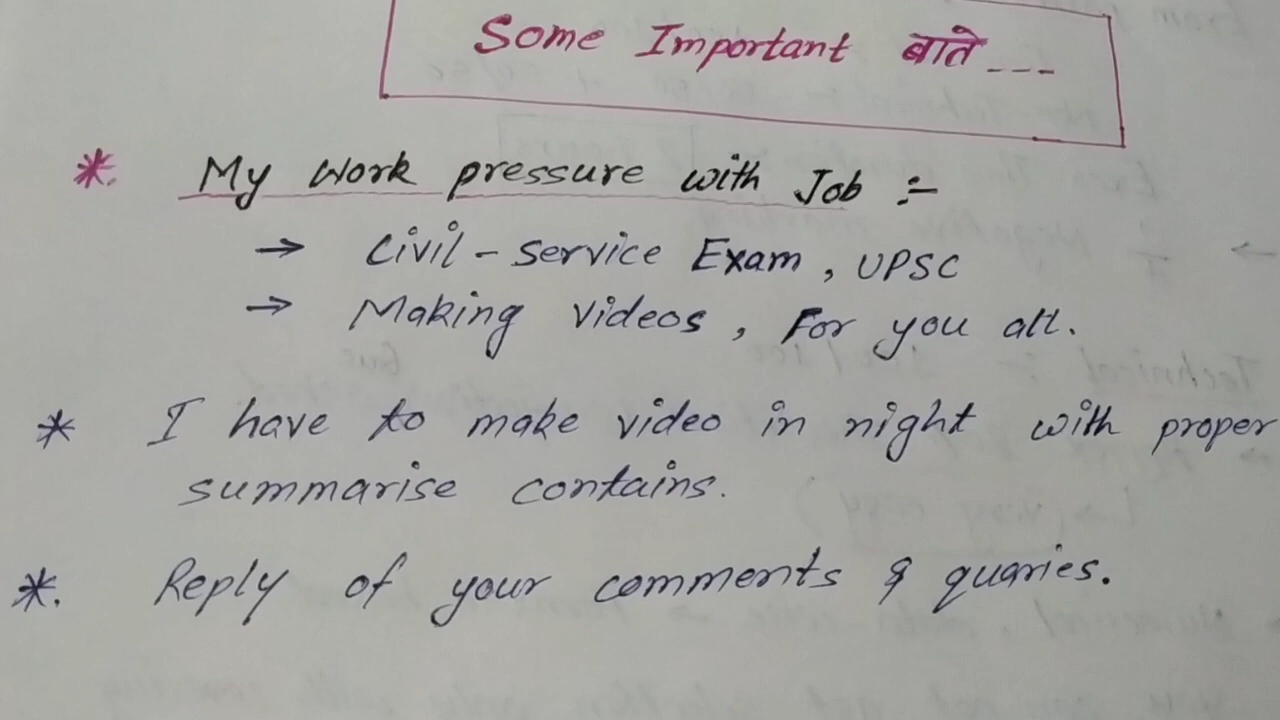 Some Important बाते---
*. My work pressure with Job :-
→ Civil-Service Exam, UPSC
→ Making videos, For you all.
* I have to make video in night with proper
summarise contains.
*. Reply of your comments & quaries.